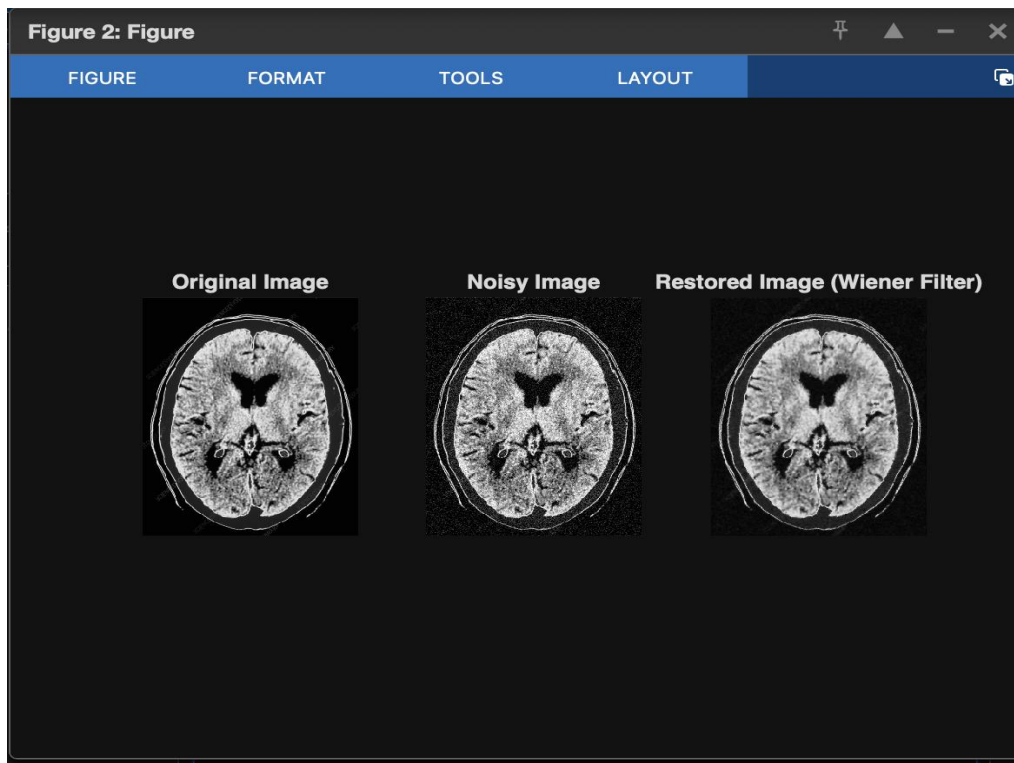 Figure 2: Figure
FIGURE FORMAT TOOLS LAYOUT
Original Image Noisy Image Restored Image (Wiener Filter)